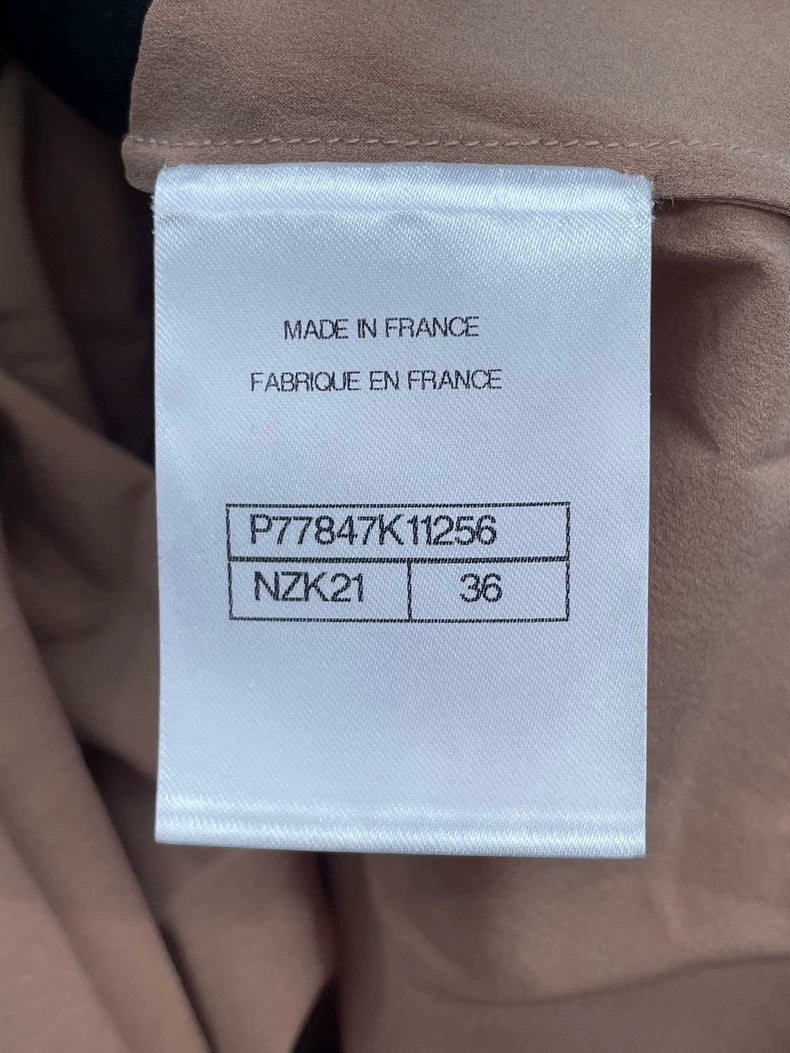 MADE IN FRANCE
FABRIQUE EN FRANCE
P77847K11256
NZK21 36